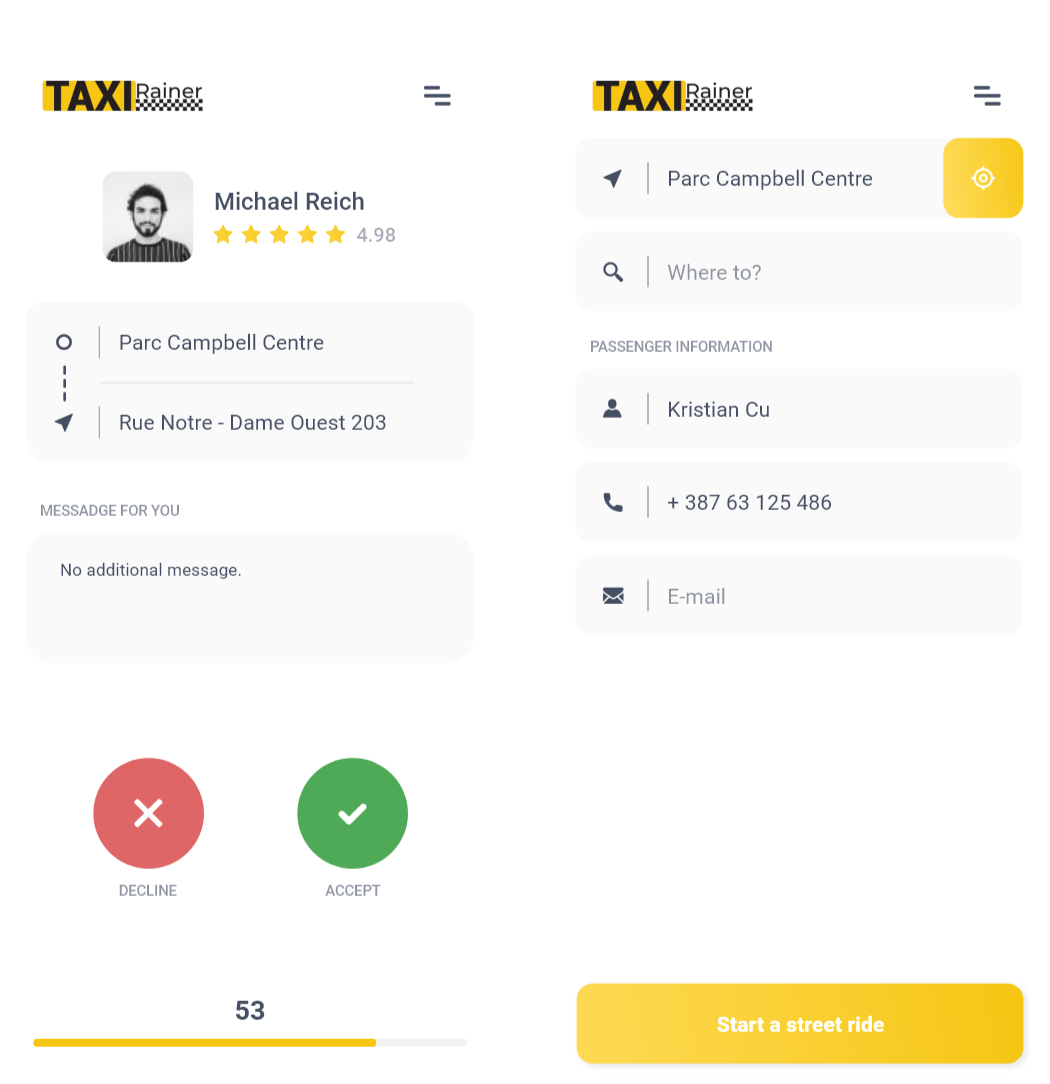 TAXI Rainer
Michael Reich
4.98
Parc Campbell Centre
Rue Notre - Dame Ouest 203
MESSADGE FOR YOU
No additional message.
DECLINE
ACCEPT
53
TAXI Rainer
Parc Campbell Centre
Where to?
PASSENGER INFORMATION
Kristian Cu
+ 387 63 125 486
E-mail
Start a street ride